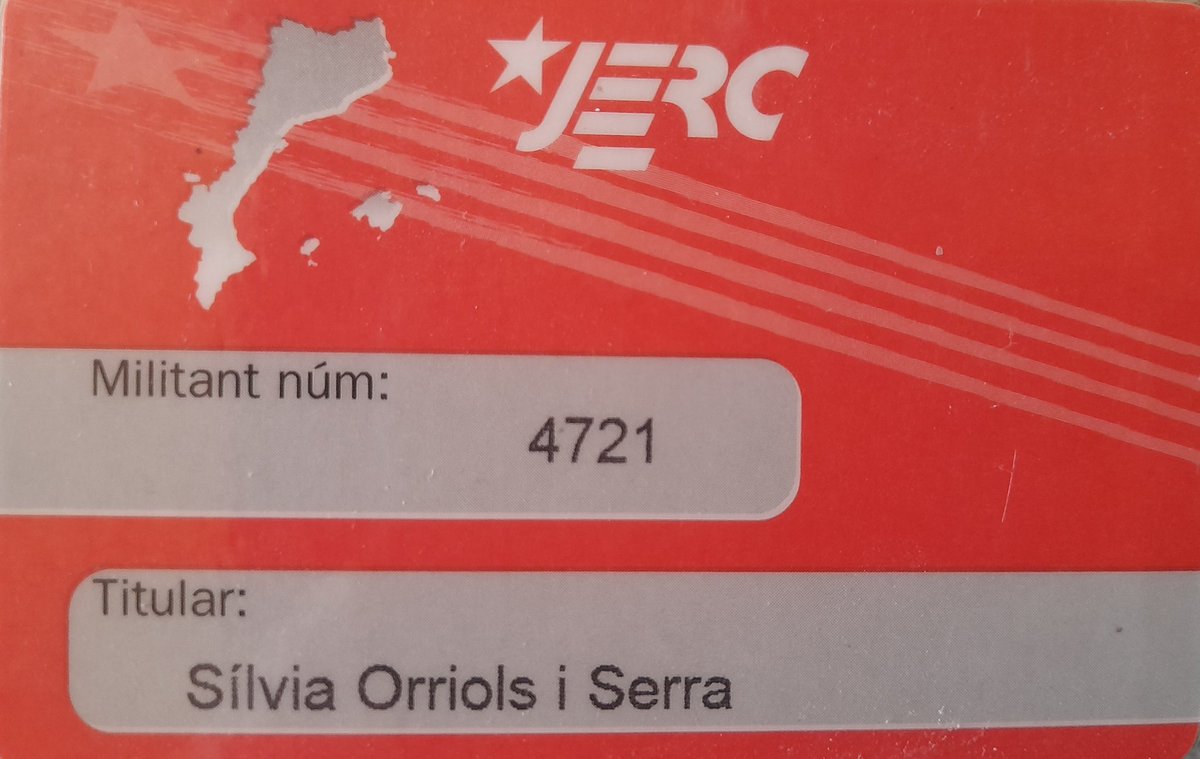 JERC
Militant núm:
4721
Titular:
Sílvia Orriols i Serra